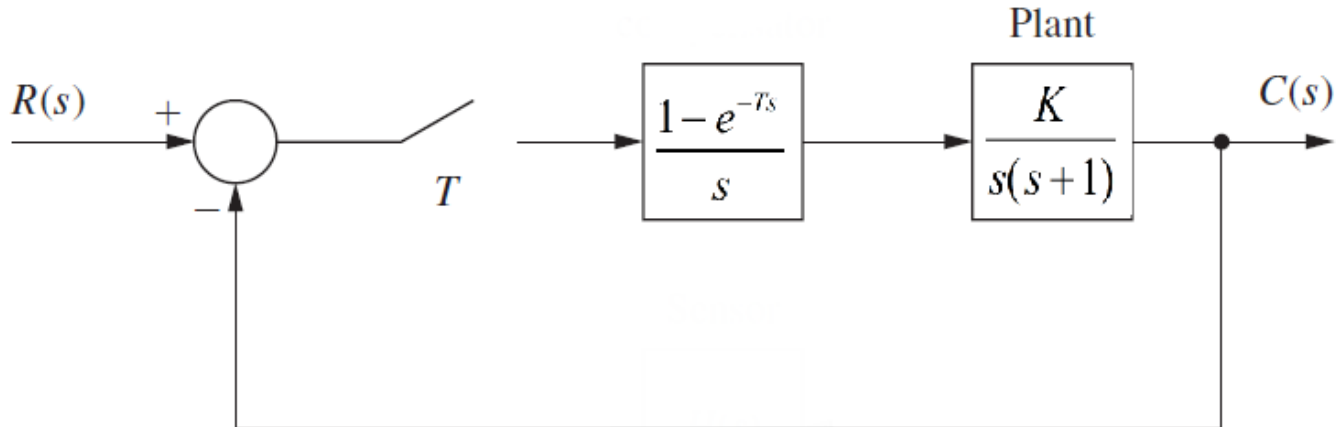 Plant
R(s)
+
−
T
1 − e^{−Ts}
s
K
s(s+1)
C(s)